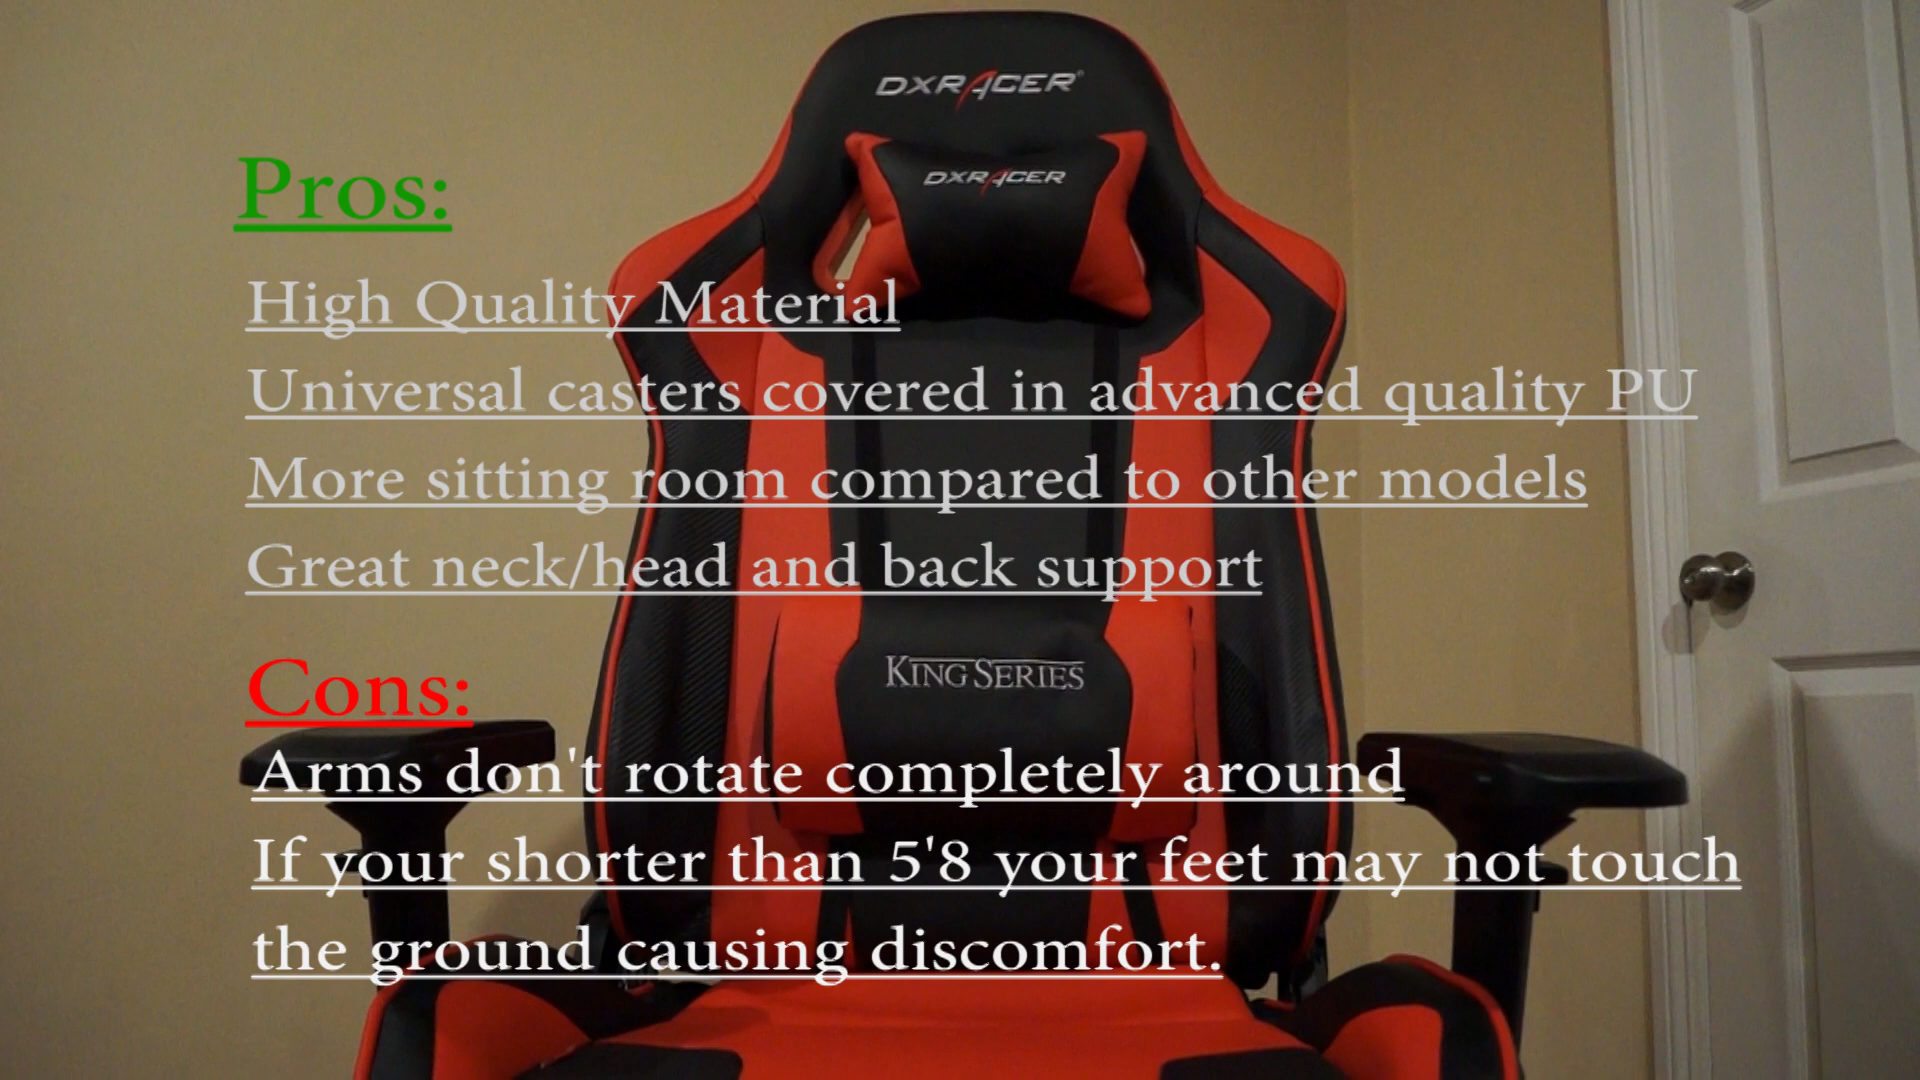 DXRACER®
DXRACER
Pros:
High Quality Material
Universal casters covered in advanced quality PU
More sitting room compared to other models
Great neck/head and back support
KING SERIES
Cons:
Arms don't rotate completely around
If your shorter than 5'8 your feet may not touch
the ground causing discomfort.